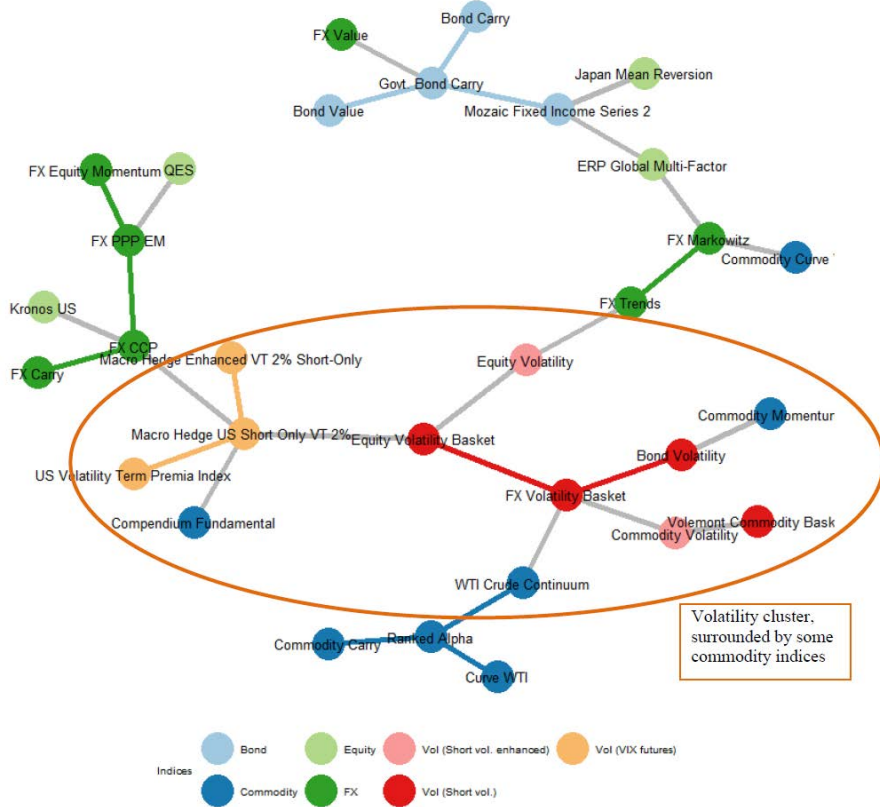 Bond Carry
FX Value
Govt. Bond Carry
Japan Mean Reversion
Bond Value
Mozaic Fixed Income Series 2
FX Equity Momentum
QES
ERP Global Multi-Factor
FX PPP EM
FX Markowitz
Commodity Curve
Kronos US
FX Trends
FX CCP
Macro Hedge Enhanced VT 2% Short-Only
Equity Volatility
FX Carry
Commodity Momentur
Macro Hedge US Short Only VT 2%
Equity Volatility Basket
Bond Volatility
US Volatility Term Premia Index
FX Volatility Basket
Compendium Fundamental
Volemont Commodity Bask
Commodity Volatility
WTI Crude Continuum
Volatility cluster,
surrounded by some
commodity indices
Commodity Carry
Ranked Alpha
Curve WTI
Indices
Bond
Equity
Vol (Short vol. enhanced)
Vol (VIX futures)
Commodity
FX
Vol (Short vol.)